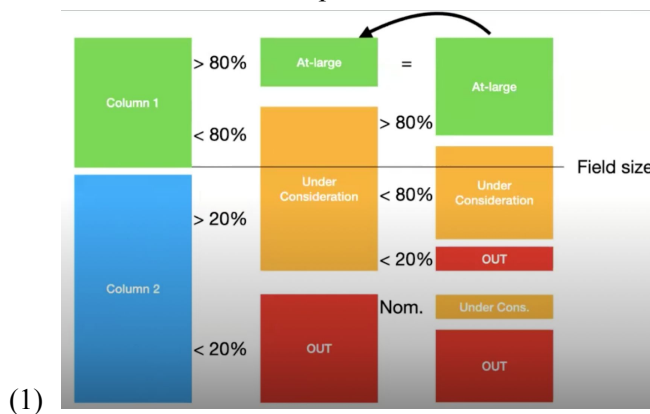 > 80%
At-large
=
At-large
Column 1
< 80%
> 80%
Under
Consideration
Field size
Under
Consideration
< 80%
> 20%
< 20%
OUT
Column 2
Nom.
Under Cons.
< 20%
OUT
OUT
(1)